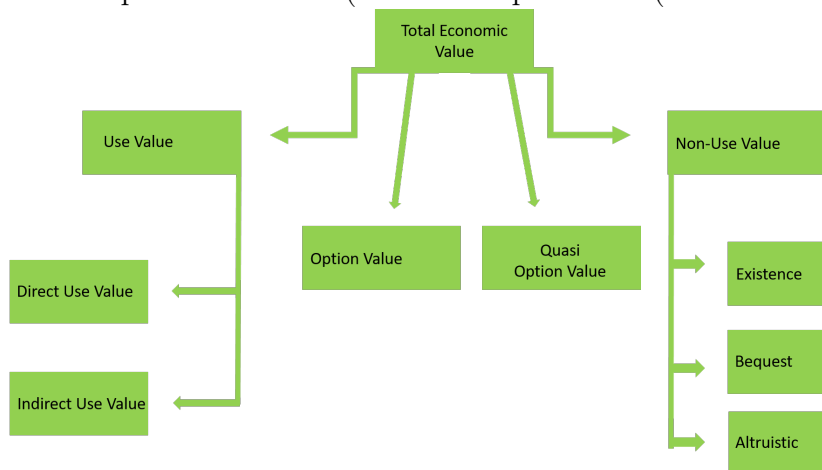 Total Economic
Value
Use Value
Non-Use Value
Option Value
Quasi
Option Value
Direct Use Value
Existence
Bequest
Indirect Use Value
Altruistic